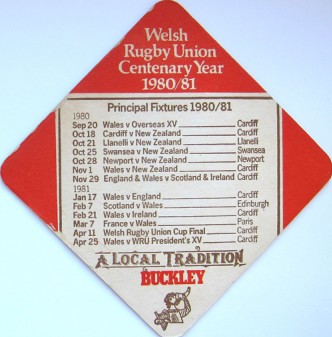 Welsh
Rugby Union
Centenary Year
1980/81
Principal Fixtures 1980/81
1980
Sep 20 Wales v Overseas XV Cardiff
Oct 18 Cardiff v New Zealand Cardiff
Oct 21 Llanelli v New Zealand Llanelli
Oct 25 Swansea v New Zealand Swansea
Oct 28 Newport v New Zealand Newport
Nov 1 Wales v New Zealand Cardiff
Nov 29 England & Wales v Scotland & Ireland Cardiff
1981
Jan 17 Wales v England Cardiff
Feb 7 Scotland v Wales Edinburgh
Feb 21 Wales v Ireland Cardiff
Mar 7 France v Wales Paris
Apr 11 Welsh Rugby Union Cup Final Cardiff
Apr 25 Wales v WRU President's XV Cardiff
A LOCAL TRADITION
BUCKLEY